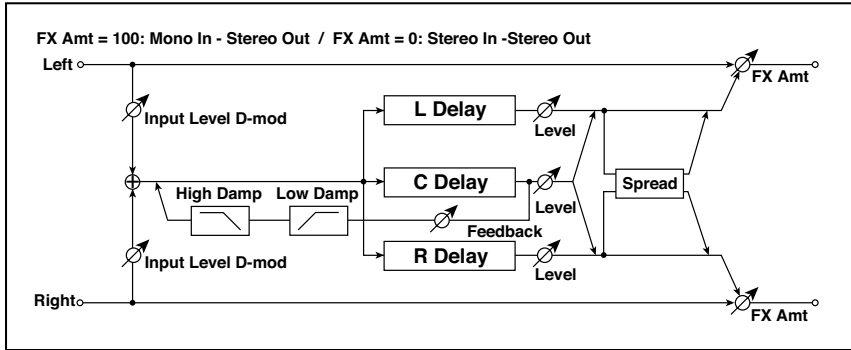 FX Amt = 100: Mono In - Stereo Out / FX Amt = 0: Stereo In -Stereo Out
Left
FX Amt
Input Level D-mod
L Delay
Level
High Damp
Low Damp
C Delay
Level
Spread
Feedback
Input Level D-mod
R Delay
Level
Right
FX Amt